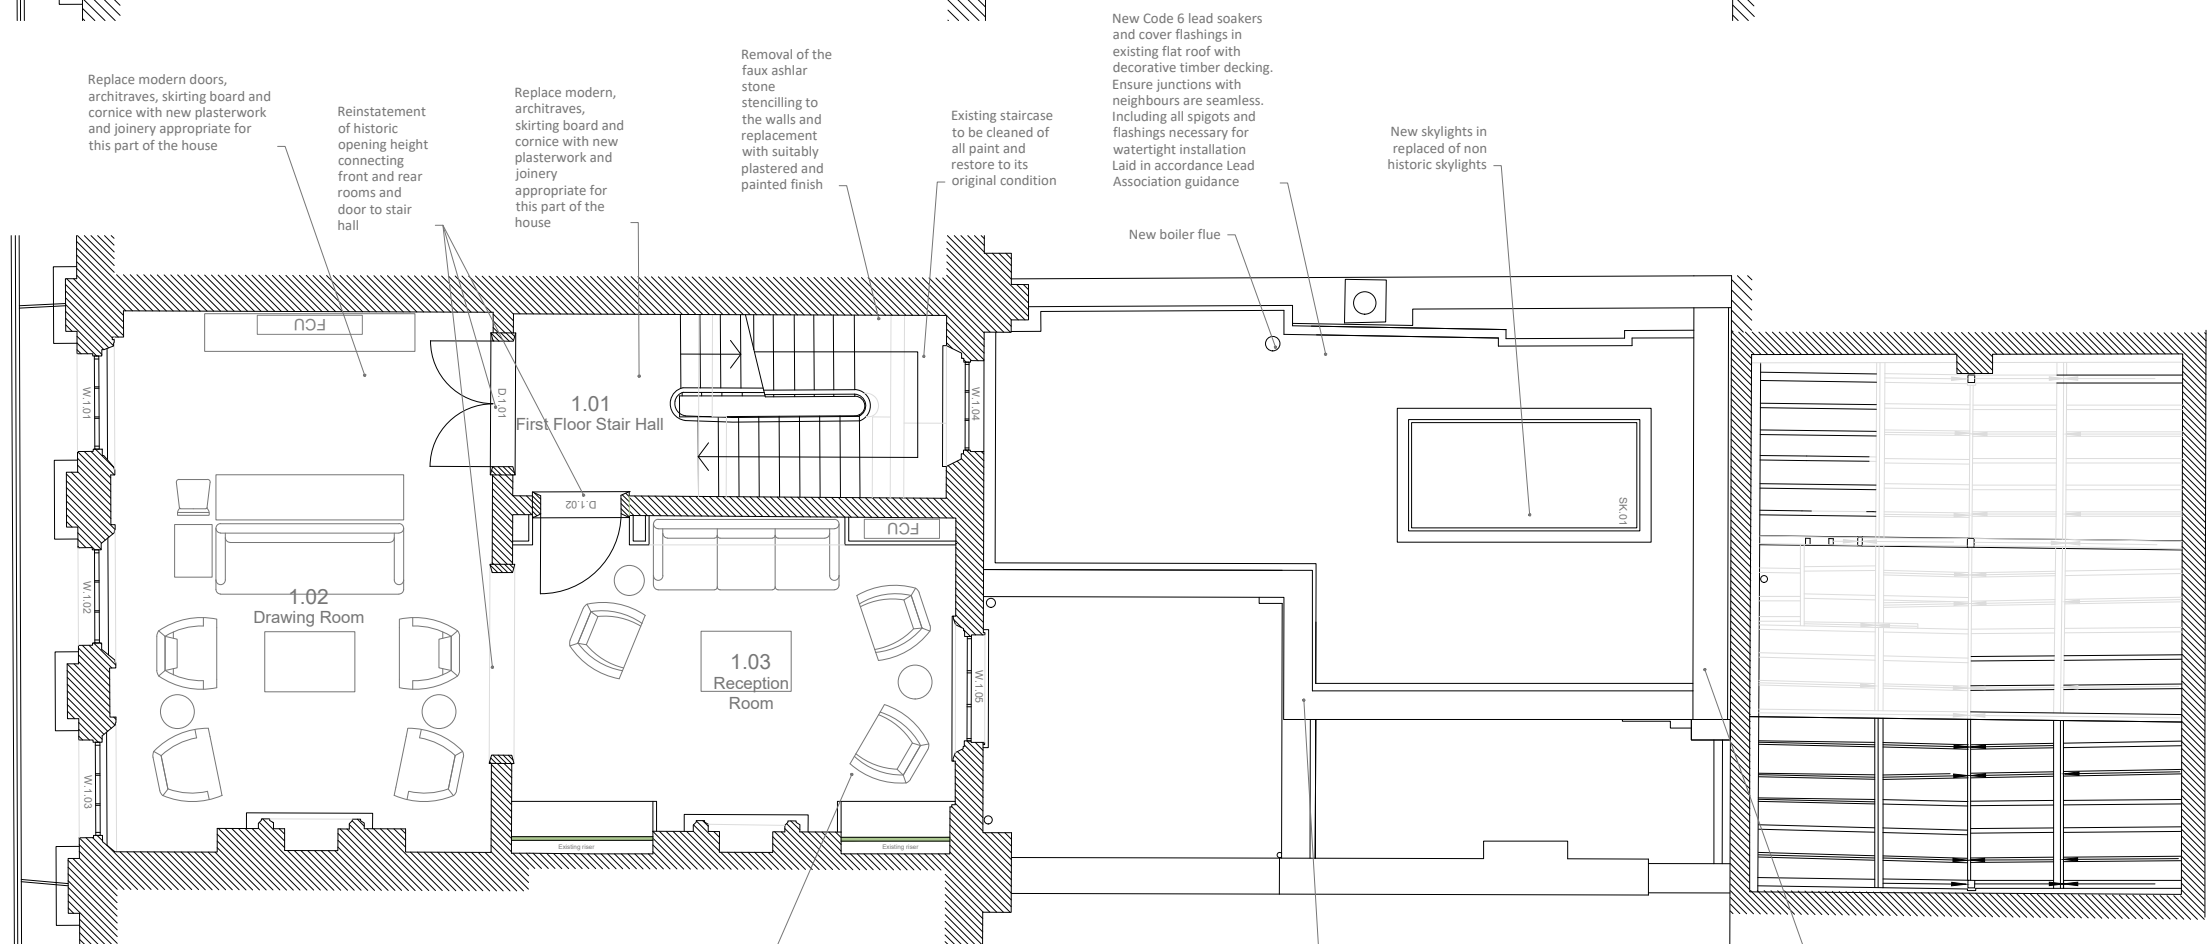 New Code 6 lead soakers
and cover flashings in
existing flat roof with
decorative timber decking.
Ensure junctions with
neighbours are seamless.
Including all spigots and
flashings necessary for
watertight installation
Laid in accordance Lead
Association guidance
Removal of the
faux ashlar
stone
stencilling to
the walls and
replacement
with suitably
plastered and
painted finish
Replace modern doors,
architraves, skirting board and
cornice with new plasterwork
and joinery appropriate for
this part of the house
Replace modern,
architraves,
skirting board and
cornice with new
plasterwork and
joinery
appropriate for
this part of the
house
Reinstatement
of historic
opening height
connecting
front and rear
rooms and
door to stair
hall
Existing staircase
to be cleaned of
all paint and
restore to its
original condition
New skylights in
replaced of non
historic skylights
New boiler flue
FCU
W.1.01
D.1.01
1.01
First Floor Stair Hall
W.1.04
D.1.02
FCU
SK.01
W.1.02
1.02
Drawing Room
1.03
Reception
Room
W.1.05
W.1.03
Existing riser
Existing riser